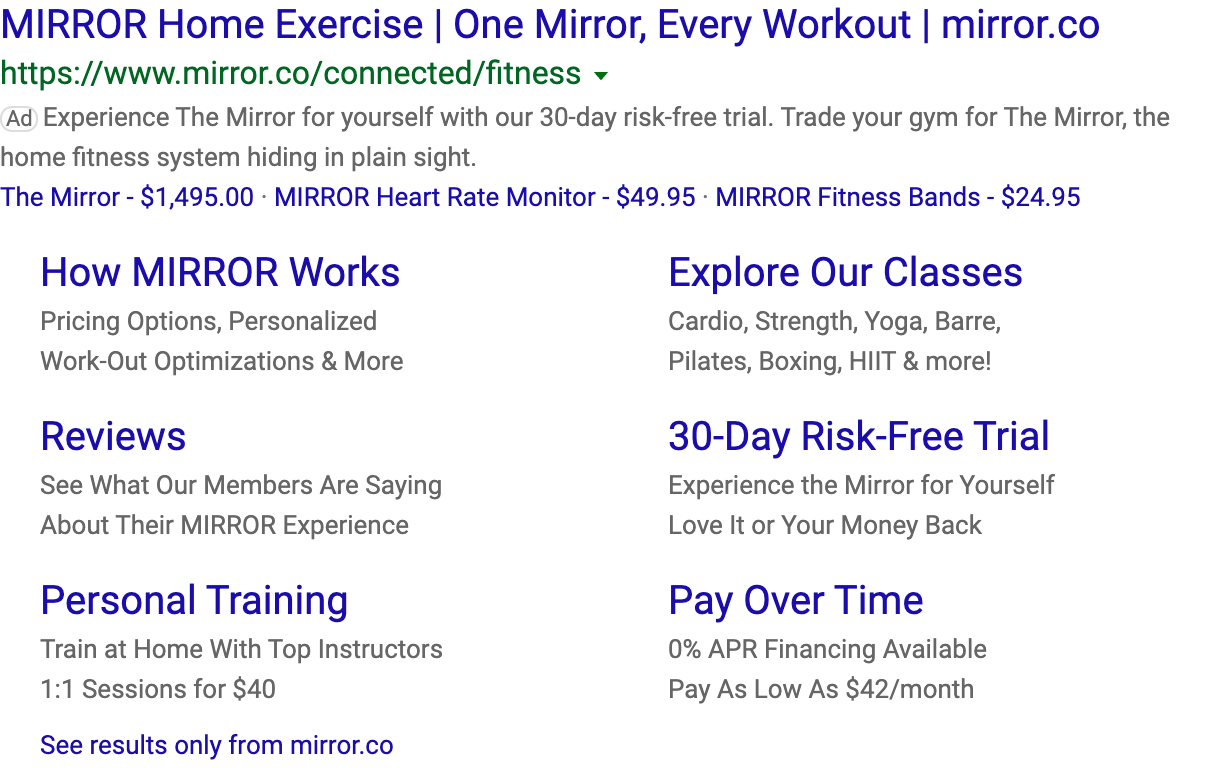 MIRROR Home Exercise | One Mirror, Every Workout | mirror.co
https://www.mirror.co/connected/fitness
Ad Experience The Mirror for yourself with our 30-day risk-free trial. Trade your gym for The Mirror, the
home fitness system hiding in plain sight.
The Mirror - $1,495.00 · MIRROR Heart Rate Monitor - $49.95 · MIRROR Fitness Bands - $24.95
How MIRROR Works
Pricing Options, Personalized
Work-Out Optimizations & More
Explore Our Classes
Cardio, Strength, Yoga, Barre,
Pilates, Boxing, HIIT & more!
Reviews
See What Our Members Are Saying
About Their MIRROR Experience
30-Day Risk-Free Trial
Experience the Mirror for Yourself
Love It or Your Money Back
Personal Training
Train at Home With Top Instructors
1:1 Sessions for $40
Pay Over Time
0% APR Financing Available
Pay As Low As $42/month
See results only from mirror.co